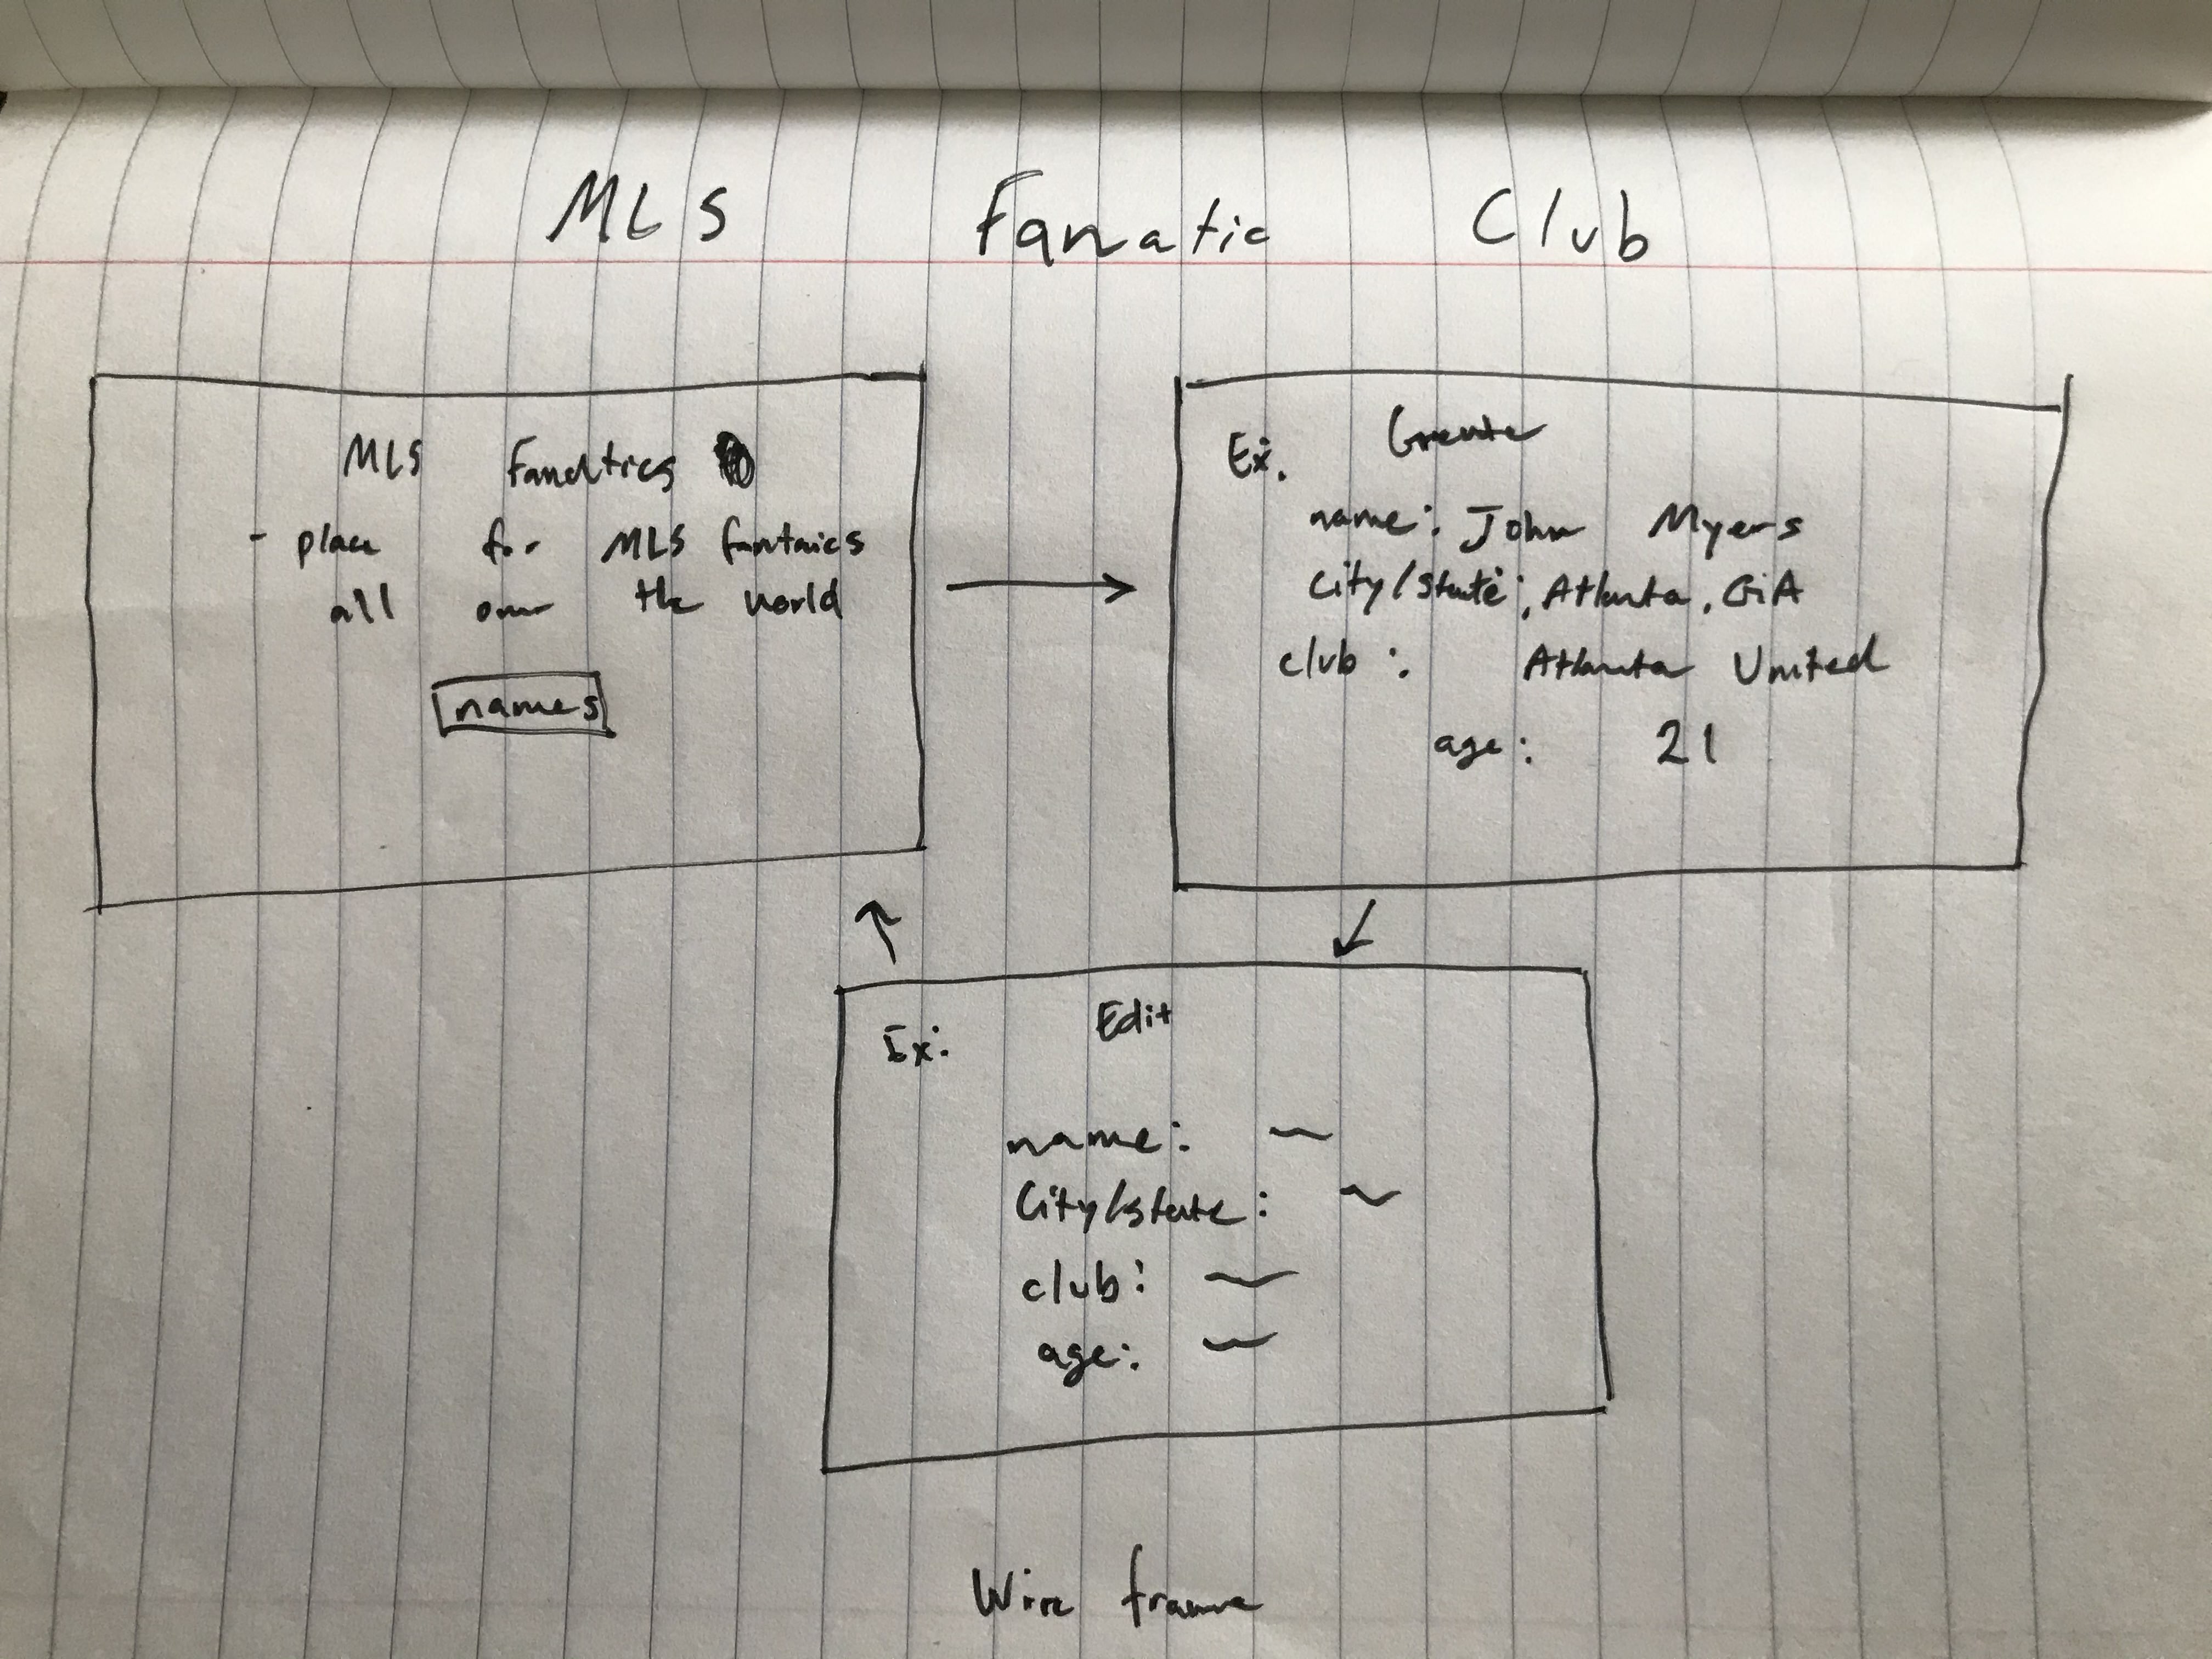 MLS Fanatic Club
MLS fanatics
- place for MLS fantaics
all over the world
names
Create
Ex.
name: John Myers
city/state: Atlanta, GA
club: Atlanta United
age: 21
Edit
Ex:
name: ~
City/state: ~
club: ~
age: ~
Wire frame